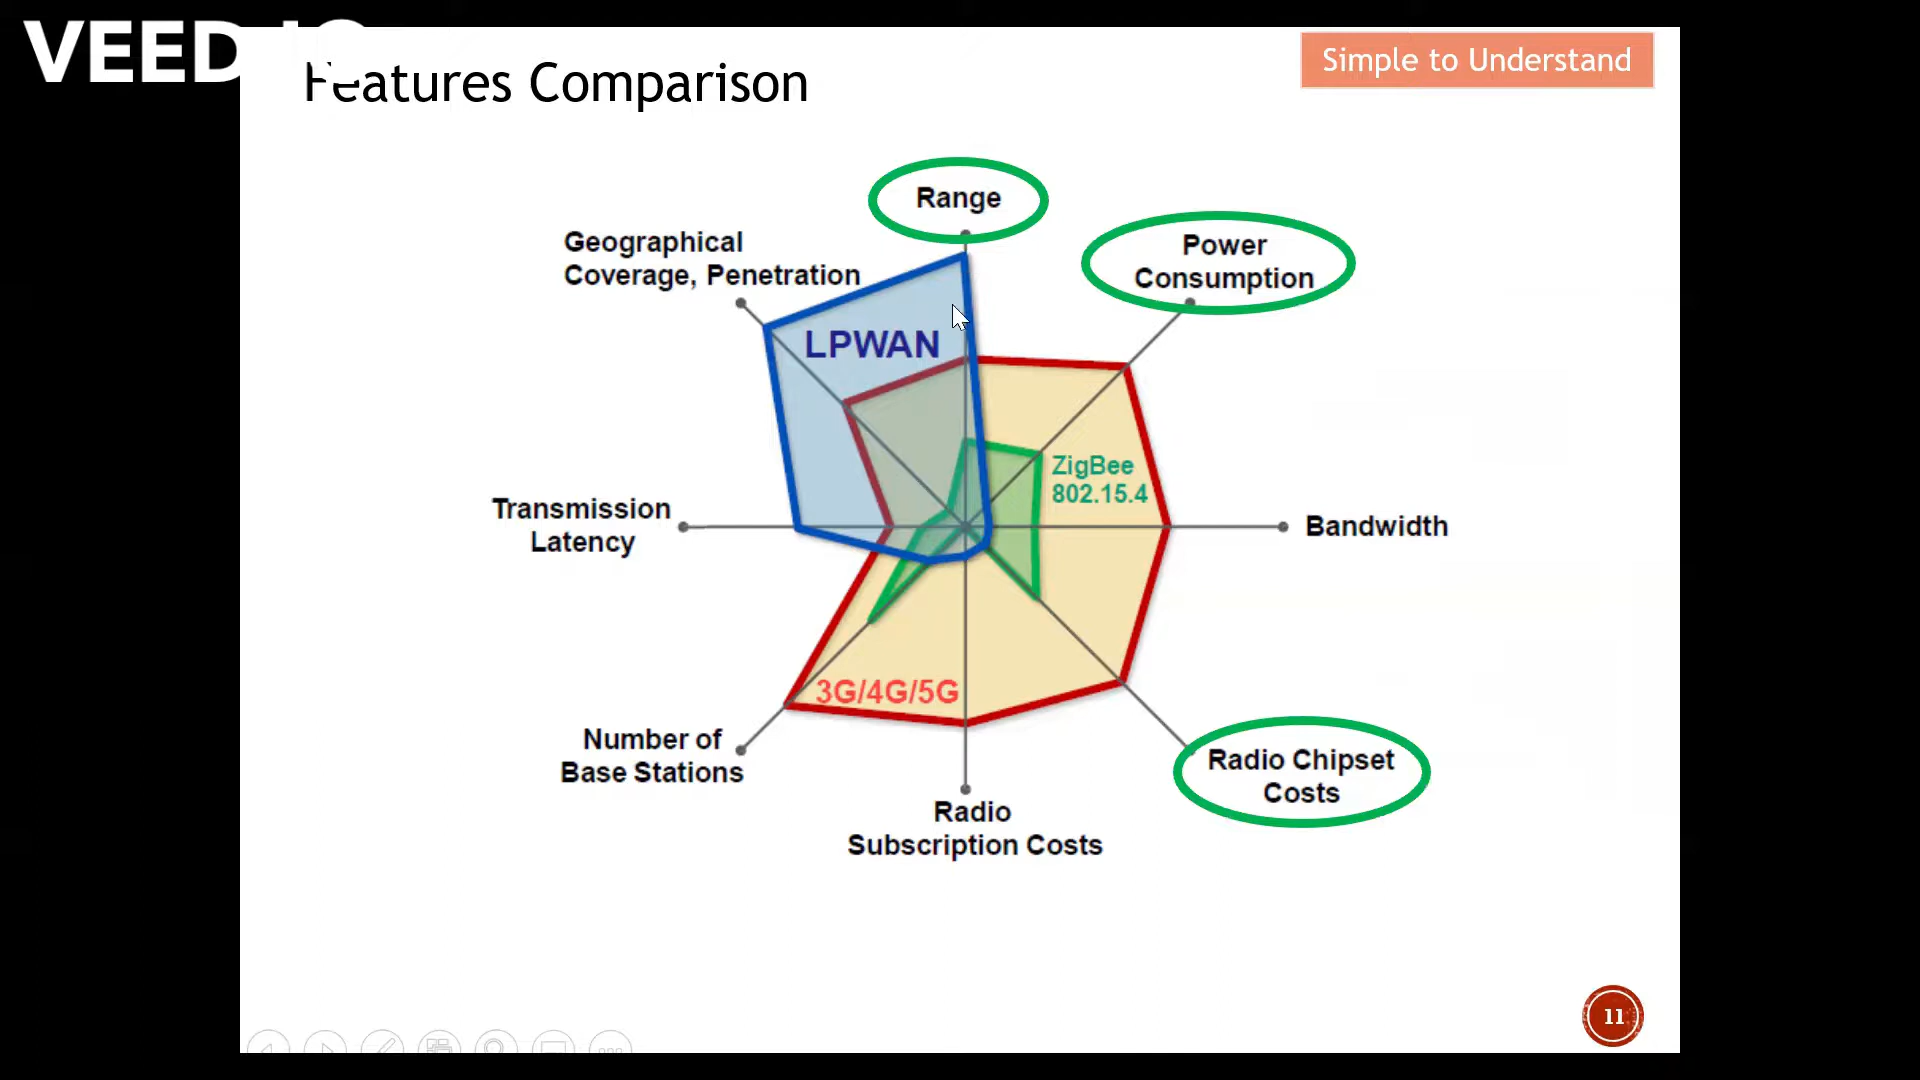 VEED.IO
Features Comparison
Simple to Understand
Range
Power
Consumption
Geographical
Coverage, Penetration
LPWAN
ZigBee
802.15.4
Transmission
Latency
Bandwidth
3G/4G/5G
Number of
Base Stations
Radio Chipset
Costs
Radio
Subscription Costs
11